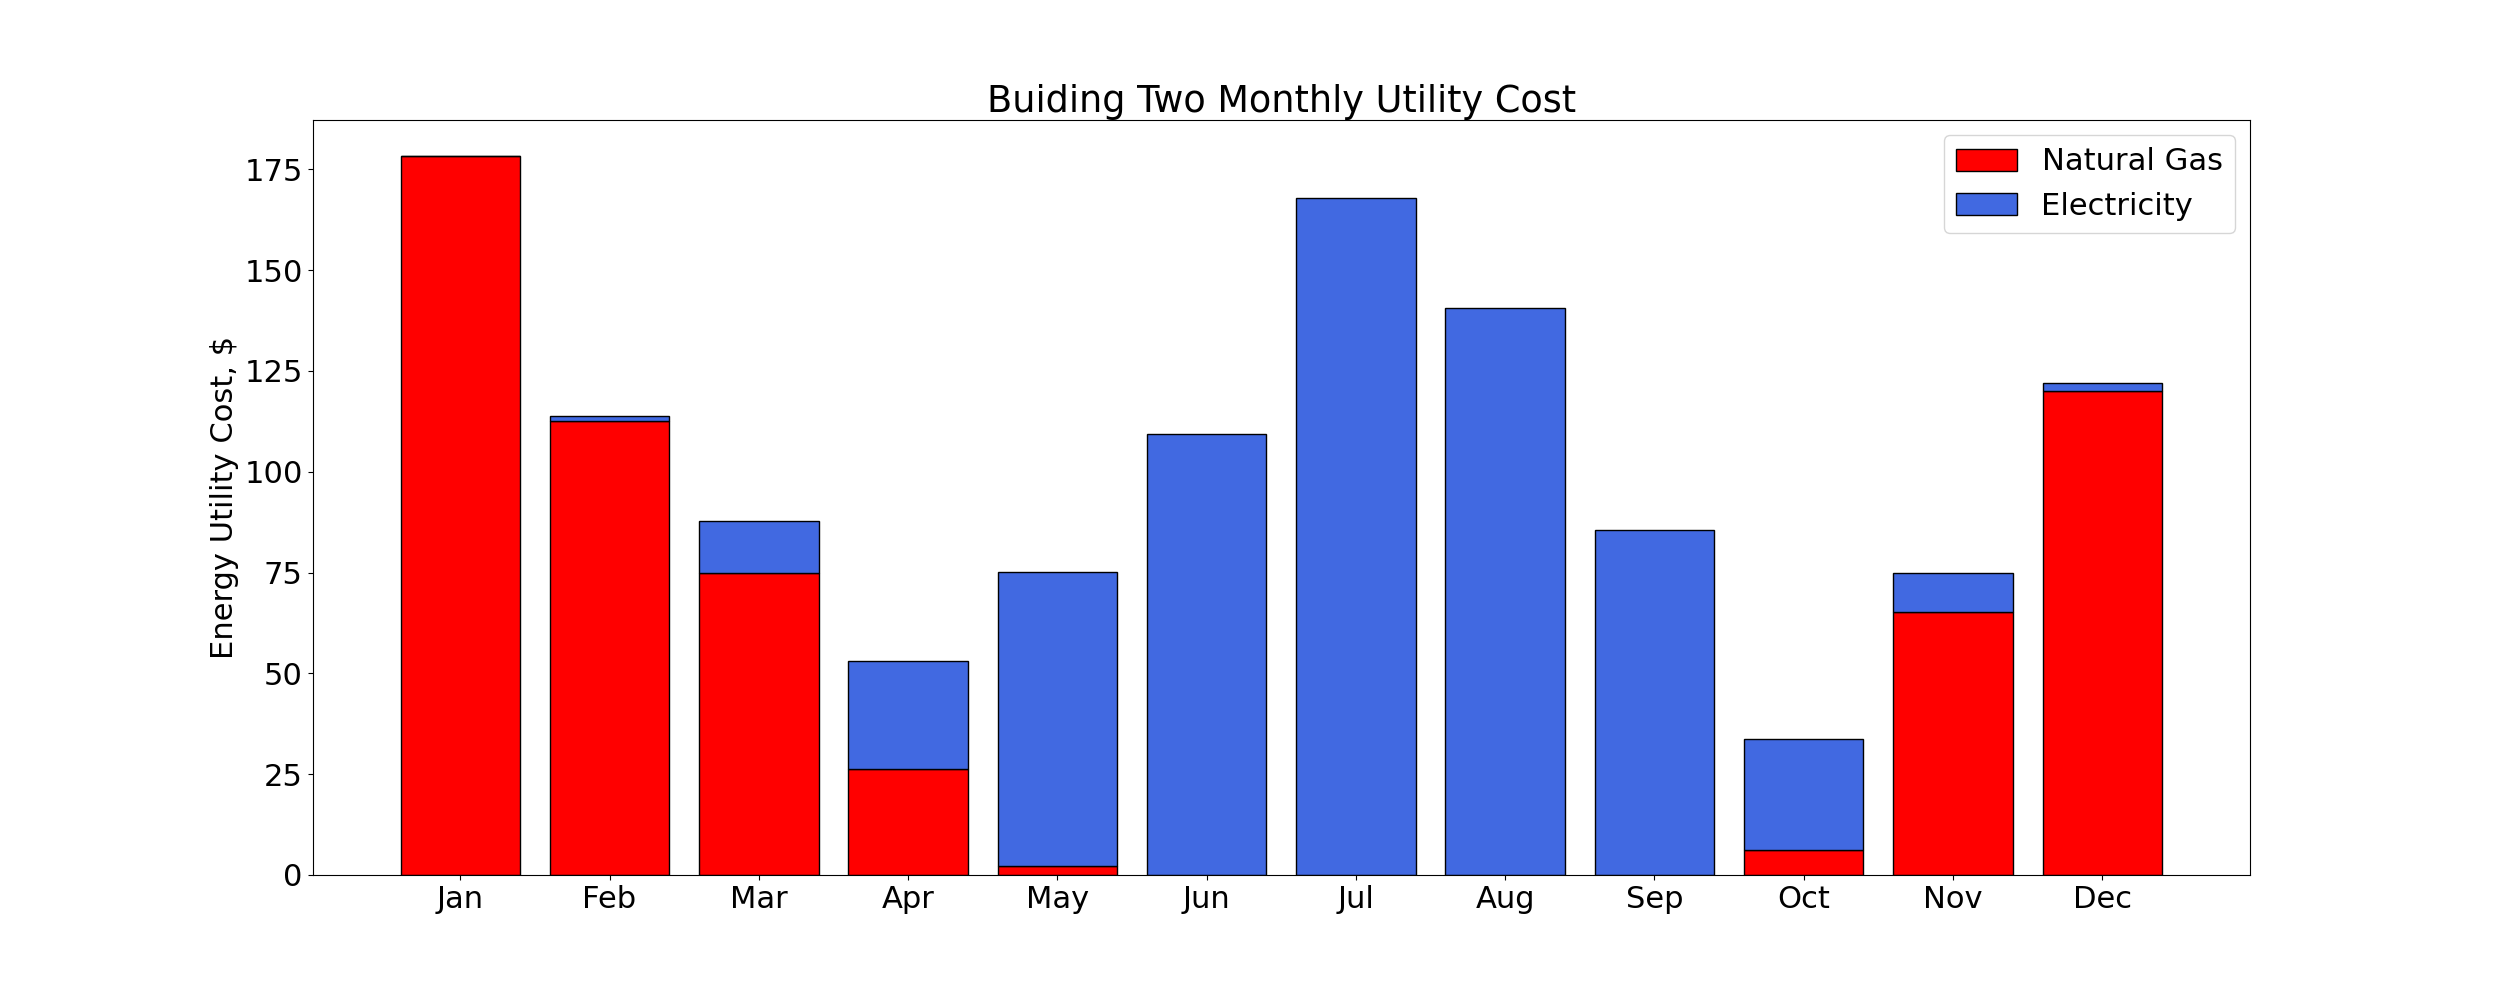 Buiding Two Monthly Utility Cost
Natural Gas
Electricity
Energy Utility Cost, $
175
150
125
100
75
50
25
0
Jan Feb Mar Apr May Jun Jul Aug Sep Oct Nov Dec